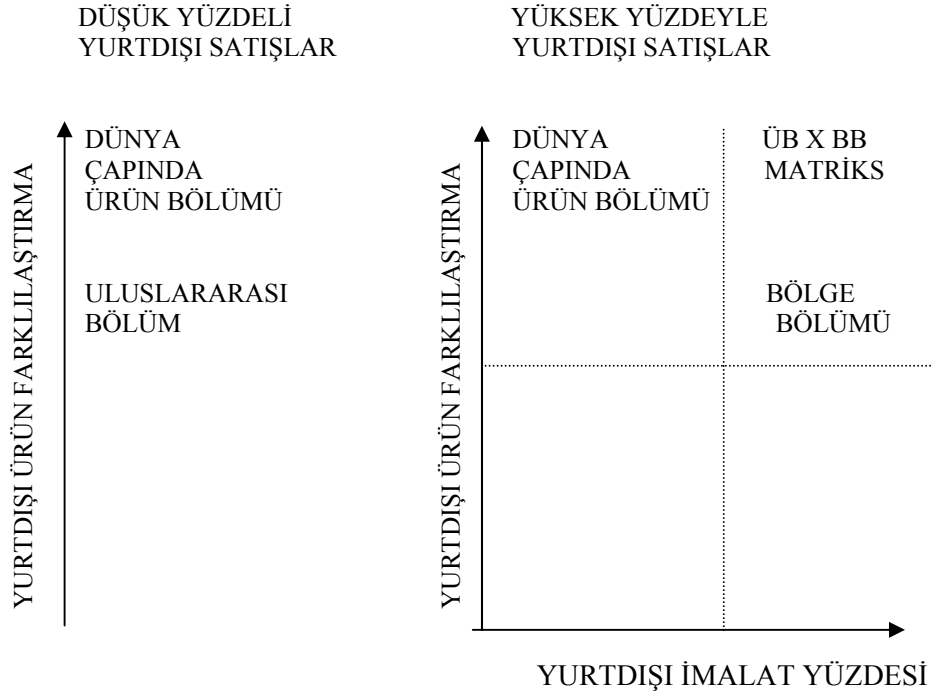 DÜŞÜK YÜZDELİ
YURTDIŞI SATIŞLAR
YÜKSEK YÜZDEYLE
YURTDIŞI SATIŞLAR
YURTDIŞI ÜRÜN FARKLILAŞTIRMA
DÜNYA
ÇAPINDA
ÜRÜN BÖLÜMÜ
ULUSLARARASI
BÖLÜM
YURTDIŞI ÜRÜN FARKLILAŞTIRMA
DÜNYA
ÇAPINDA
ÜRÜN BÖLÜMÜ
ÜB X BB
MATRİKS
BÖLGE
BÖLÜMÜ
YURTDIŞI İMALAT YÜZDESİ